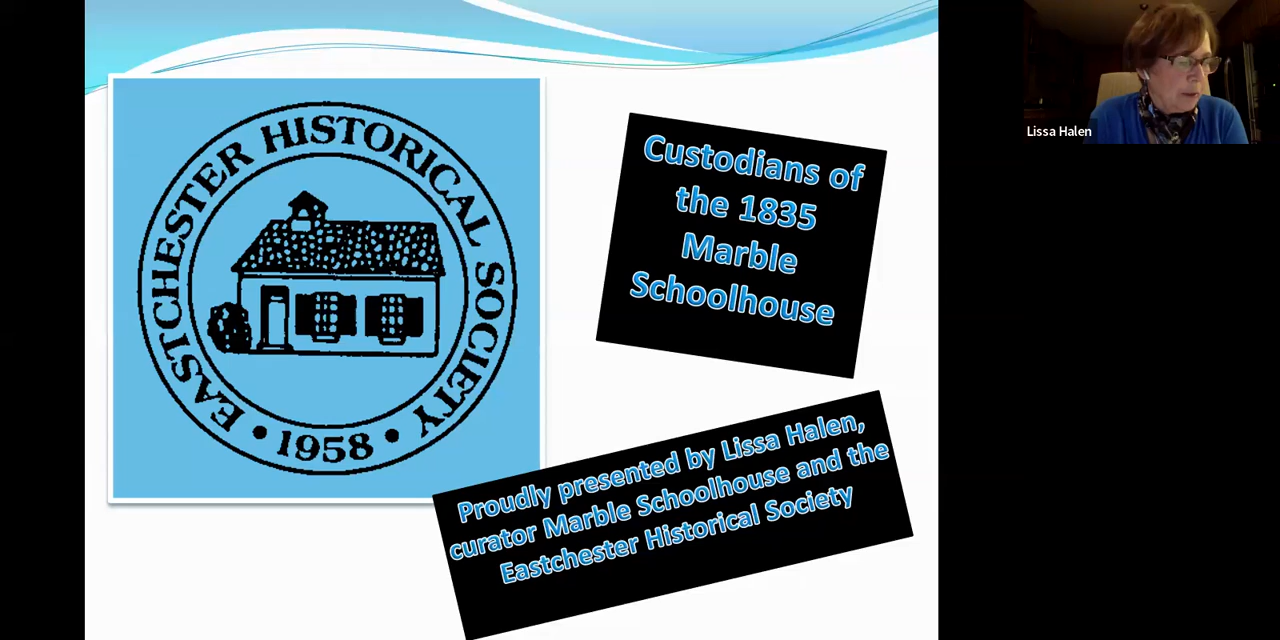 EASTCHESTER HISTORICAL SOCIETY
• 1958 •
Custodians of
the 1835
Marble
Schoolhouse
Proudly presented by Lissa Halen,
curator Marble Schoolhouse and the
Eastchester Historical Society
Lissa Halen